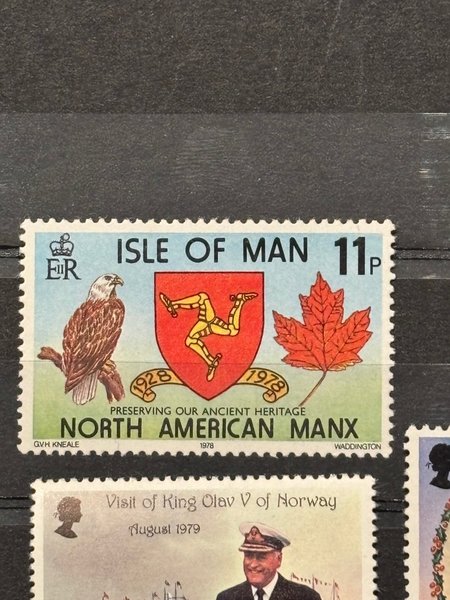 ISLE OF MAN 11P
EIIR
1928 1978
PRESERVING OUR ANCIENT HERITAGE
NORTH AMERICAN MANX
G.V.H KNEALE 1978 WADDINGTON
Visit of King Olav V of Norway
August 1979